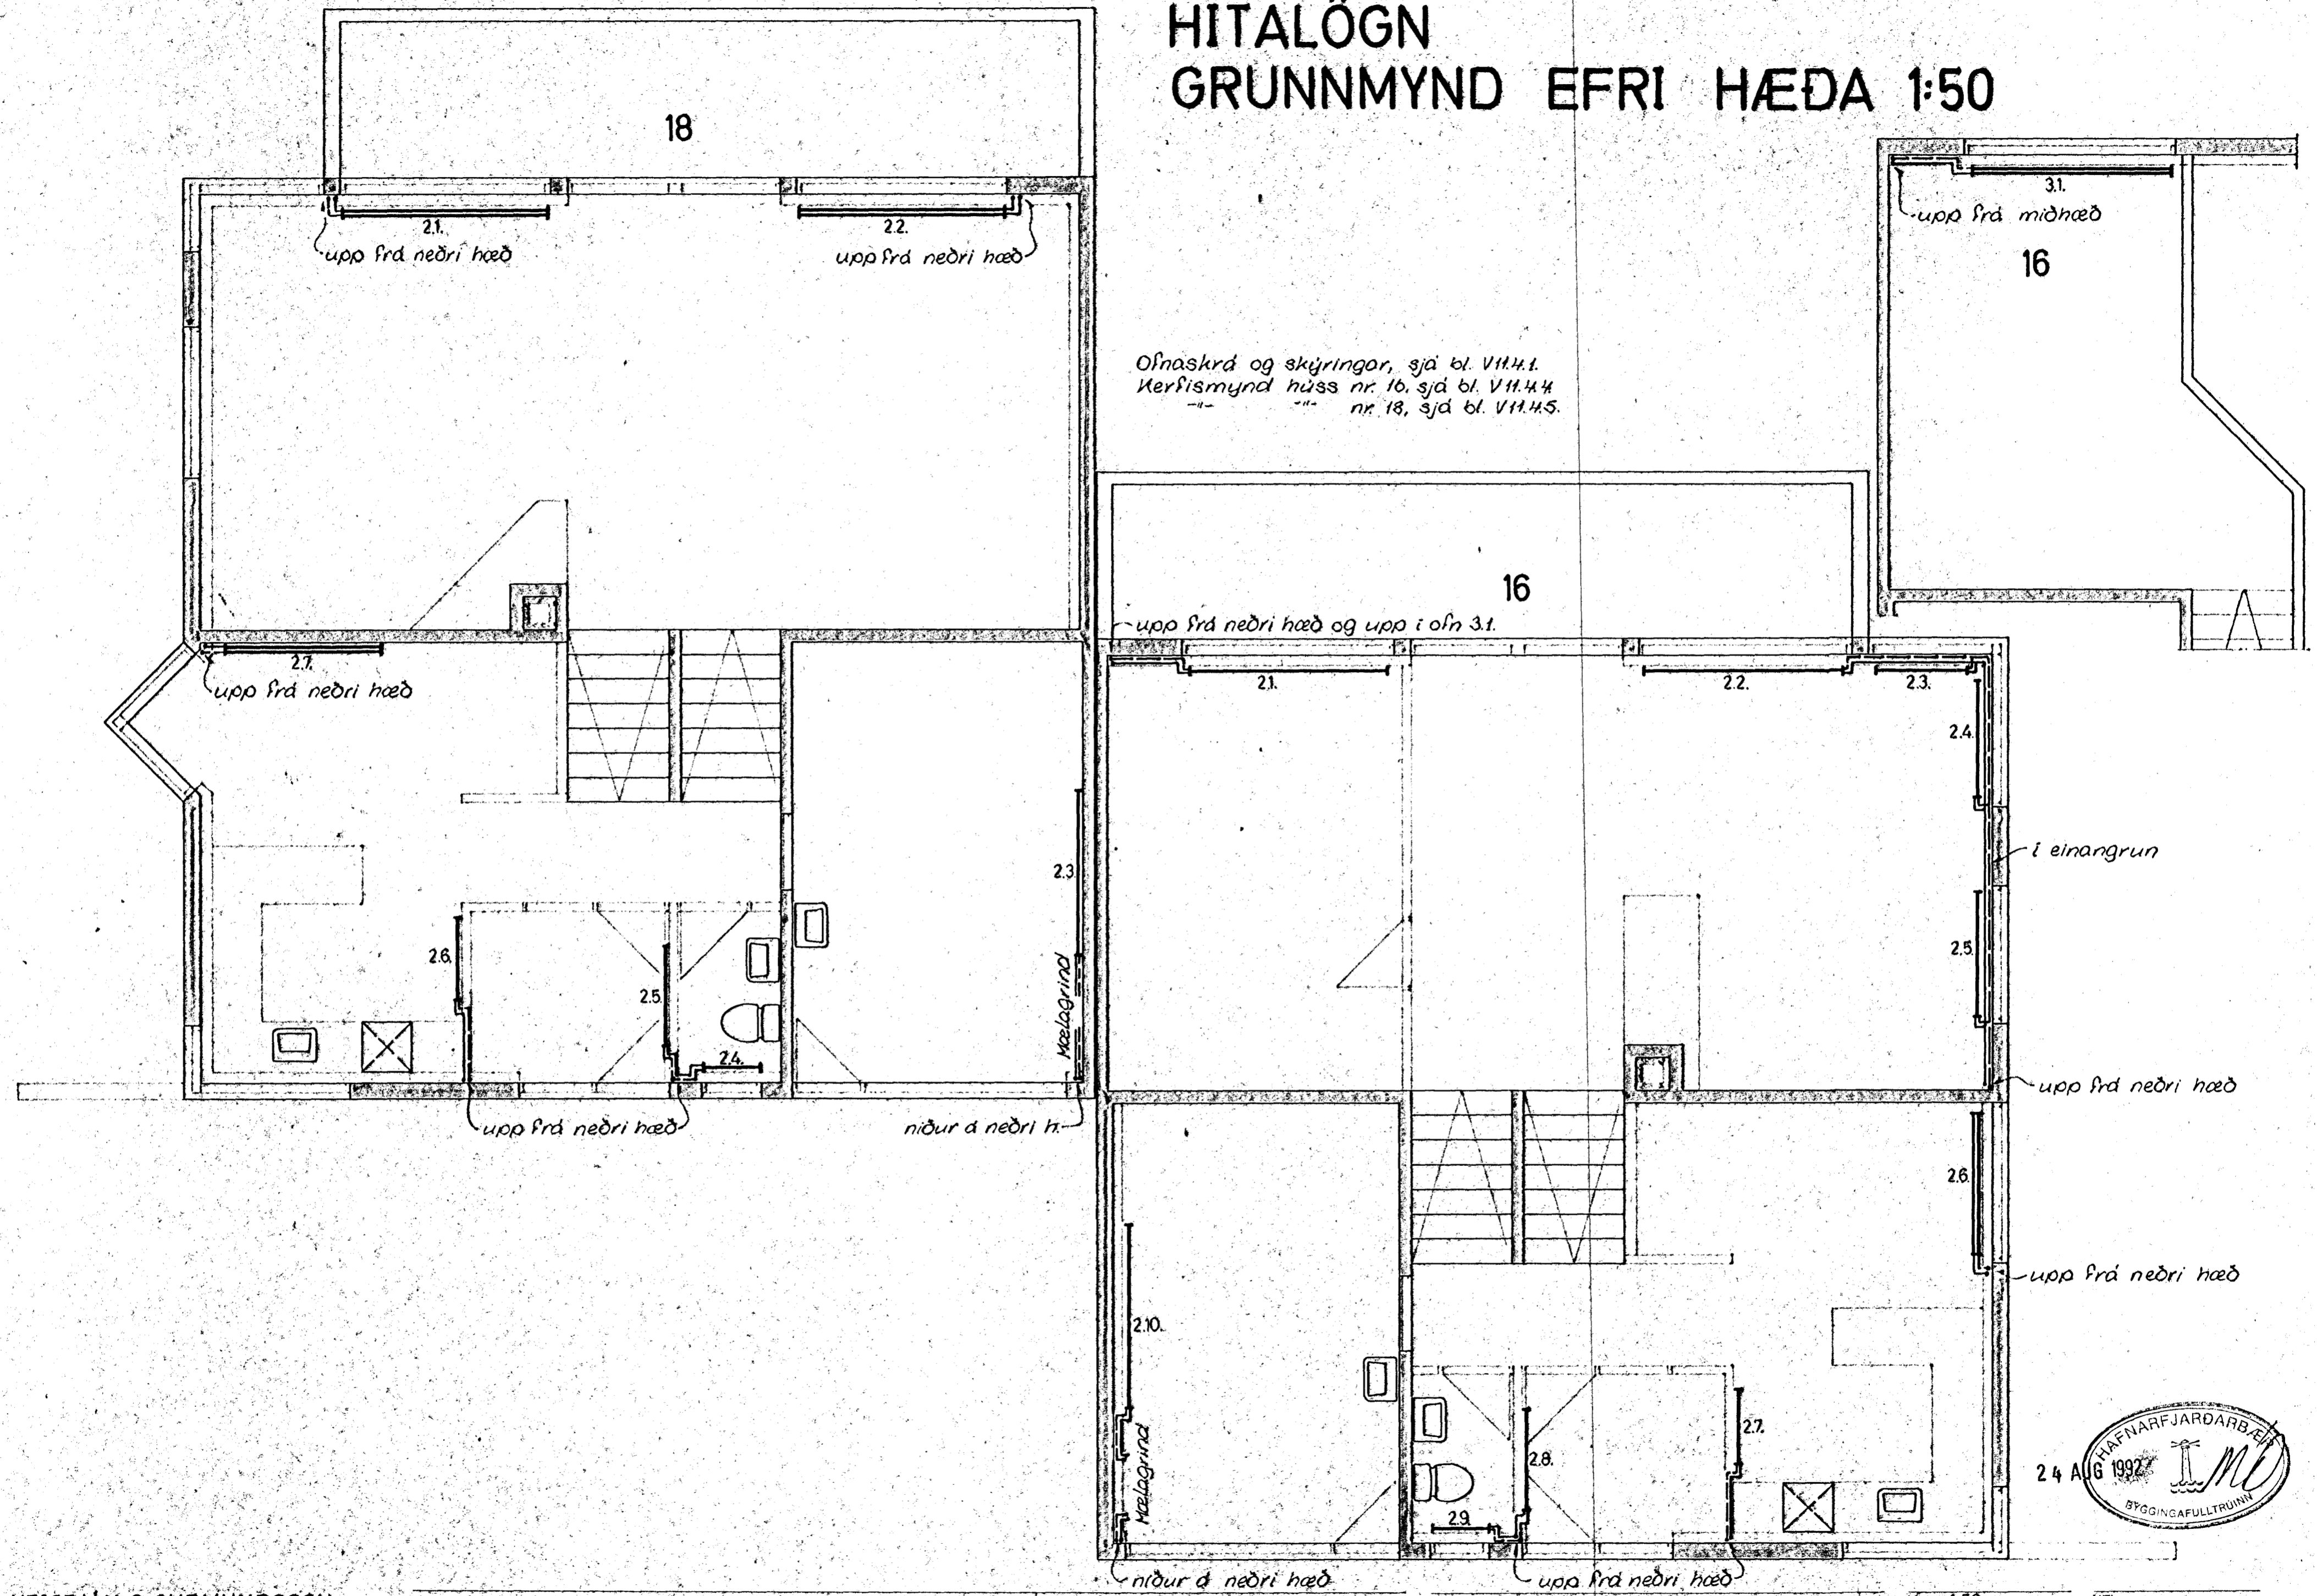 HITALÖGN
GRUNNMYND EFRI HÆÐA 1:50
18
2.1.
upp frá neðri hæð
2.2.
upp frá neðri hæð
3.1.
upp frá miðhæð
16
Ofnaskrá og skýringar, sjá bl. V11.4.1.
Kerfismynd húss nr. 16, sjá bl. V11.4.4
-"- -"- nr. 18, sjá bl. V11.4.5.
16
upp frá neðri hæð og upp í ofn 3.1.
2.7.
upp frá neðri hæð
2.1.
2.2.
2.3.
2.4.
2.3.
í einangrun
2.6.
2.5.
2.4.
Mælagrind
2.5.
upp frá neðri hæð
niður á neðri h.
upp frá neðri hæð
2.6.
upp frá neðri hæð
2.10.
Mælagrind
2.7.
2.8.
2.9.
niður á neðri hæð
upp frá neðri hæð
HAFNARFJARÐARBÆR
24 AUG 1992
BYGGINGAFULLTRÚINN